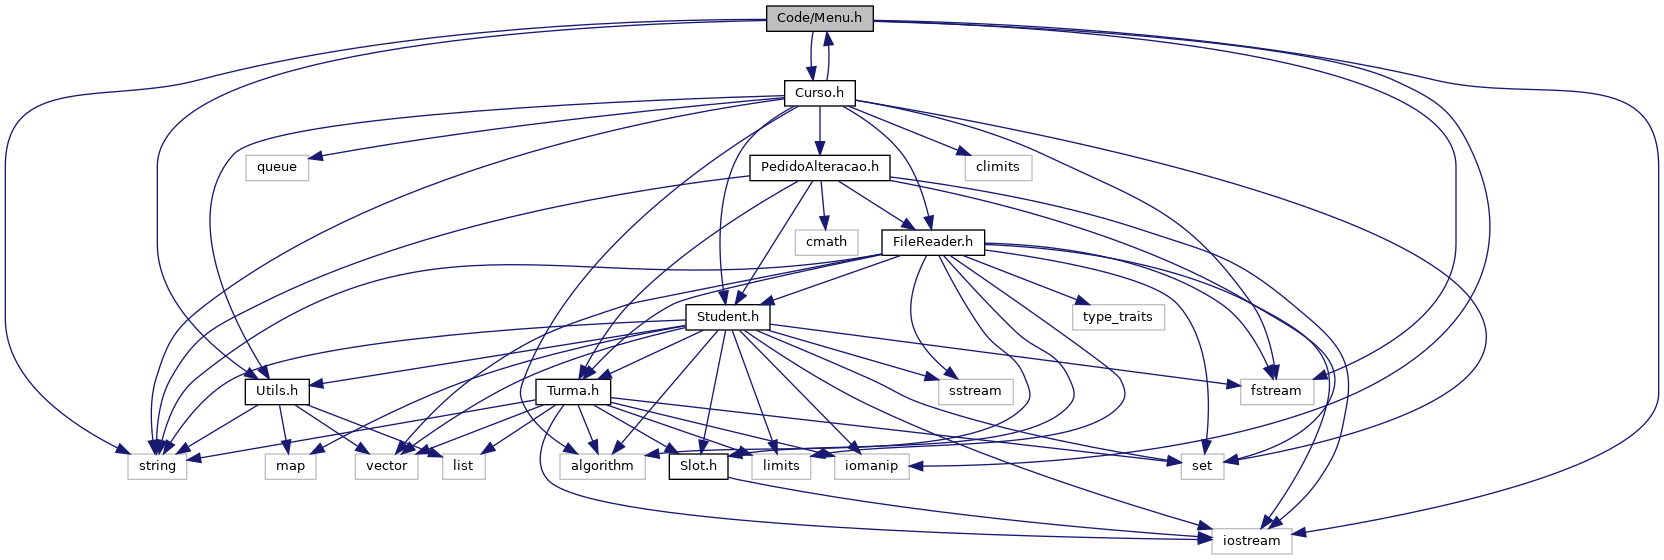 Code/Menu.h
Curso.h
queue
PedidoAlteracao.h
climits
cmath
FileReader.h
Student.h
type_traits
Utils.h
Turma.h
sstream
fstream
string
map
vector
list
algorithm
Slot.h
limits
iomanip
set
iostream